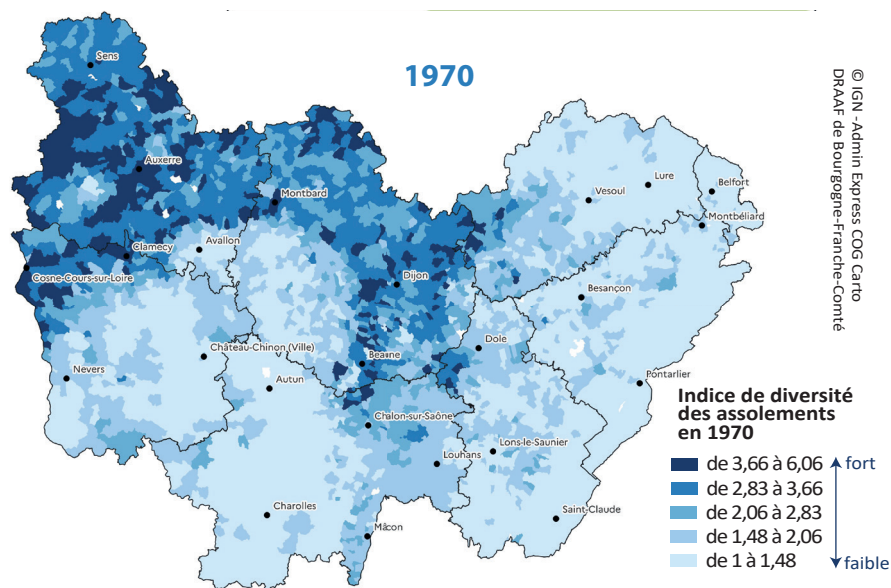 1970
© IGN -Admin Express COG Carto
DRAAF de Bourgogne-Franche-Comté
Sens
Auxerre
Montbard
Vesoul
Lure
Belfort
Montbéliard
Avallon
Clamecy
Cosne-Cours-sur-Loire
Dijon
Besançon
Château-Chinon (Ville)
Beaune
Dole
Nevers
Autun
Pontarlier
Chalon-sur-Saône
Lons-le-Saunier
Louhans
Charolles
Mâcon
Saint-Claude
Indice de diversité
des assolements
en 1970
de 3,66 à 6,06
fort
de 2,83 à 3,66
de 2,06 à 2,83
de 1,48 à 2,06
de 1 à 1,48
faible